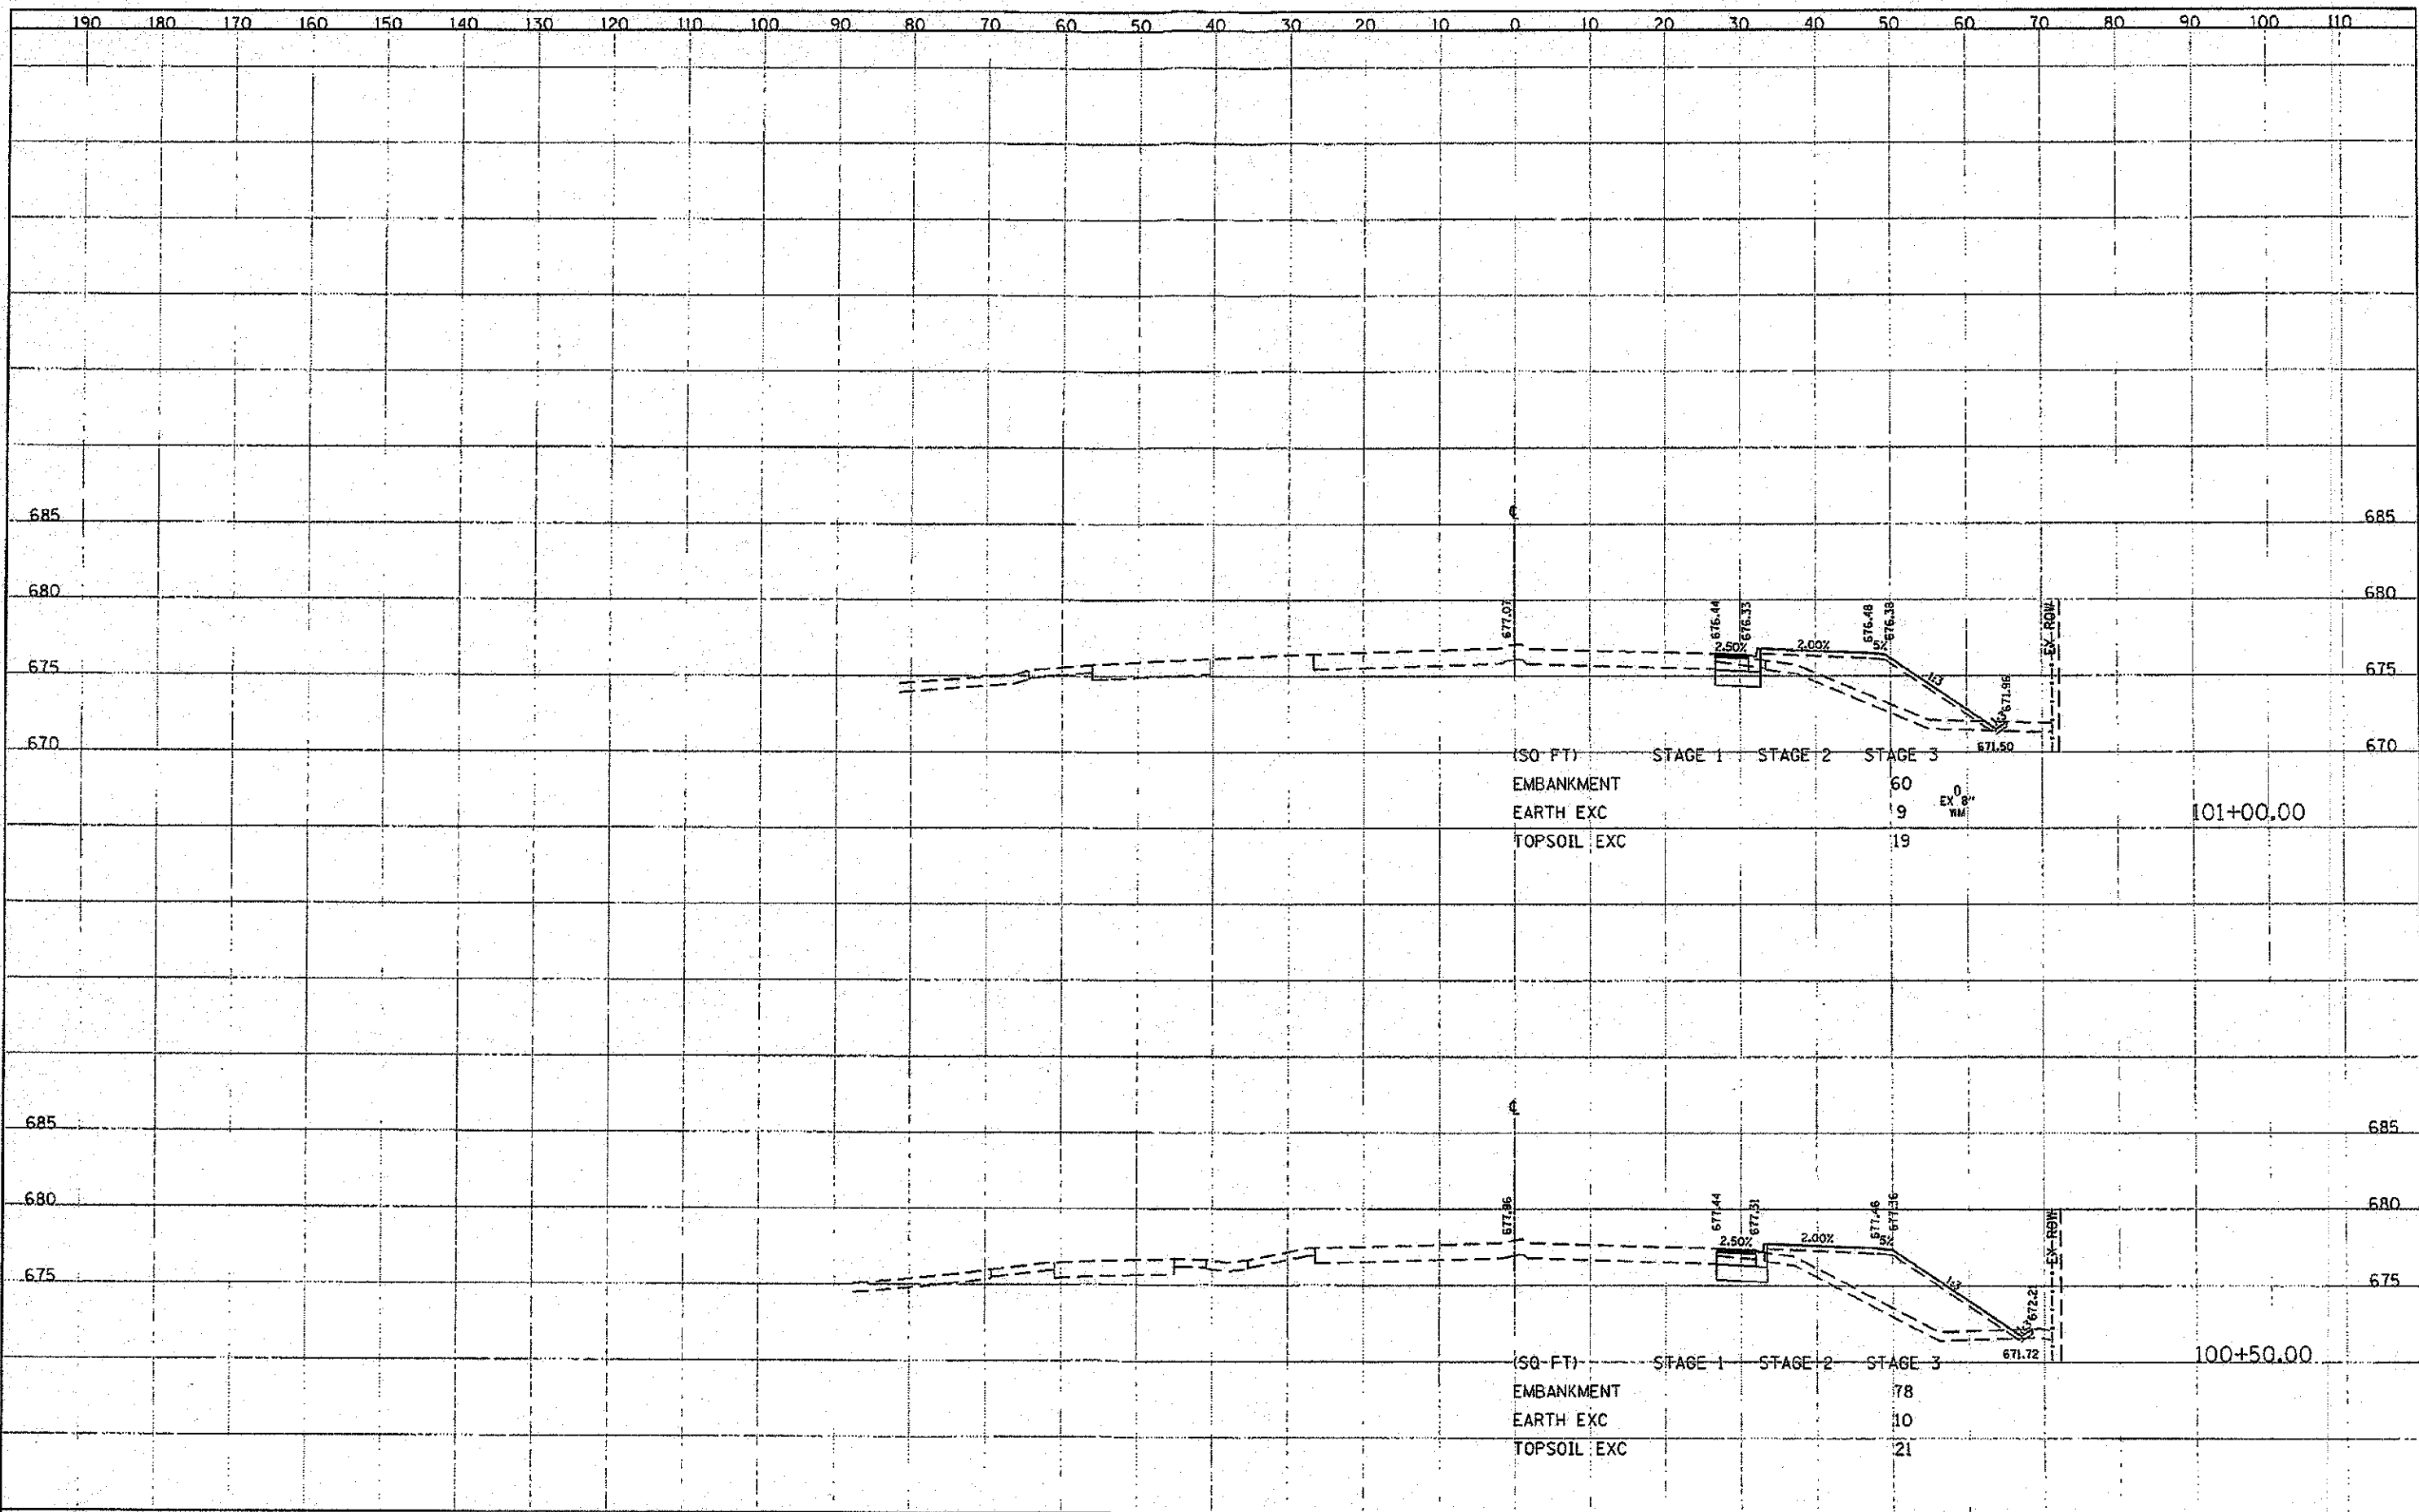 190 180 170 160 150 140 130 120 110 100 90 80 70 60 50 40 30 20 10 0 10 20 30 40 50 60 70 80 90 100 110
685 ℄ 685
680 677.07 676.44 676.33 676.48 676.38 EX ROW 680
2.50% 2.00% 5%
675 1:3 671.96 675
670 671.50 670
(SQ FT) STAGE 1 STAGE 2 STAGE 3
EMBANKMENT 60
EARTH EXC 9 EX 8" WM 101+00.00
TOPSOIL EXC 19
685 ℄ 685
680 677.86 677.44 677.31 677.46 677.36 EX ROW 680
2.50% 2.00% 5%
675 1:3 672.21 675
671.72
(SQ FT) STAGE 1 STAGE 2 STAGE 3 100+50.00
EMBANKMENT 78
EARTH EXC 10
TOPSOIL EXC 21